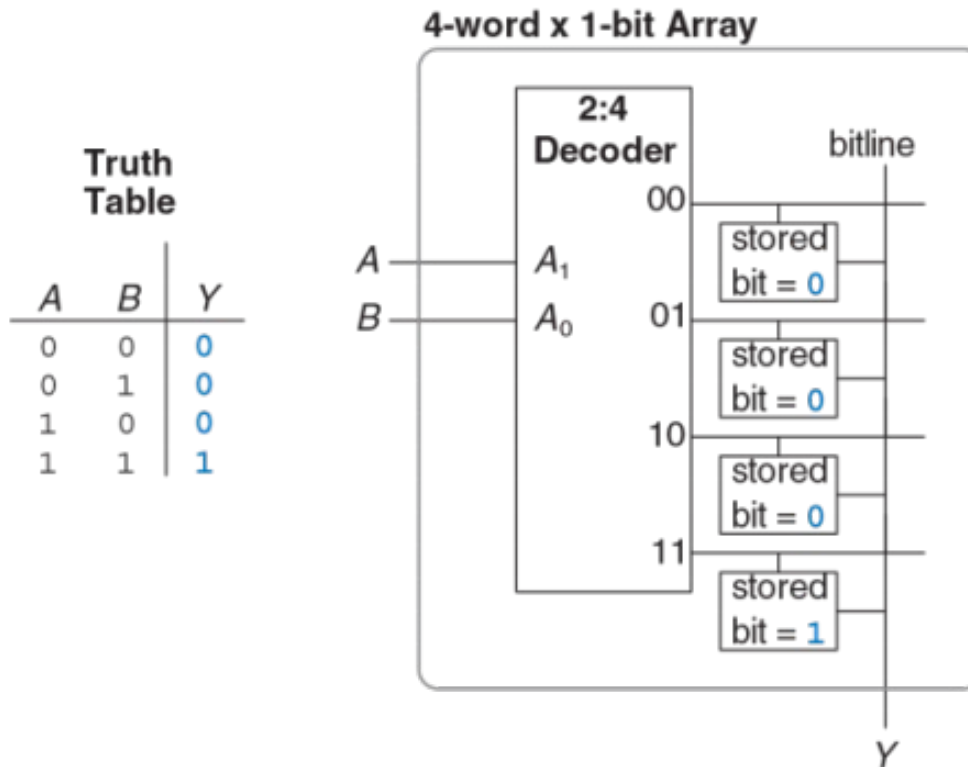 4-word x 1-bit Array
2:4
Decoder
bitline
Truth
Table
A B Y
0 0 0
0 1 0
1 0 0
1 1 1
A A₁
B A₀
00
stored
bit = 0
01
stored
bit = 0
10
stored
bit = 0
11
stored
bit = 1
Y